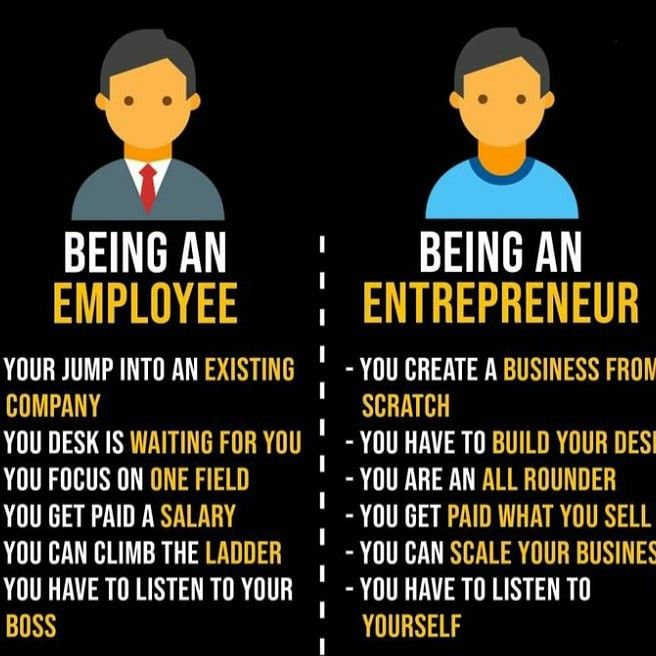 BEING AN
EMPLOYEE
YOUR JUMP INTO AN EXISTING
COMPANY
YOU DESK IS WAITING FOR YOU
YOU FOCUS ON ONE FIELD
YOU GET PAID A SALARY
YOU CAN CLIMB THE LADDER
YOU HAVE TO LISTEN TO YOUR
BOSS
BEING AN
ENTREPRENEUR
- YOU CREATE A BUSINESS FROM
SCRATCH
- YOU HAVE TO BUILD YOUR DES
- YOU ARE AN ALL ROUNDER
- YOU GET PAID WHAT YOU SELL
- YOU CAN SCALE YOUR BUSINES
- YOU HAVE TO LISTEN TO
YOURSELF